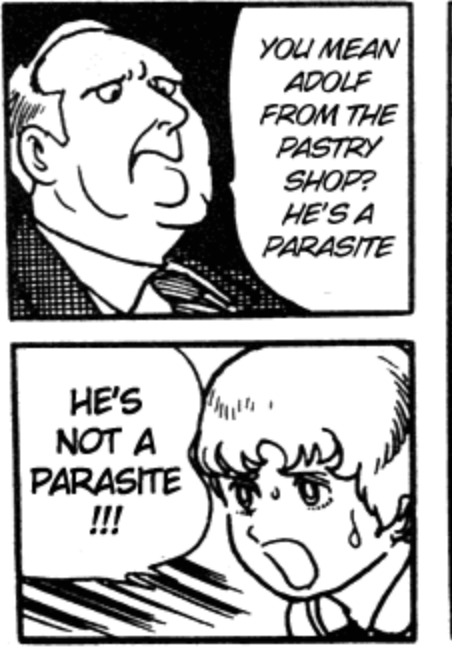 YOU MEAN
ADOLF
FROM THE
PASTRY
SHOP?
HE'S A
PARASITE
HE'S
NOT A
PARASITE
!!!